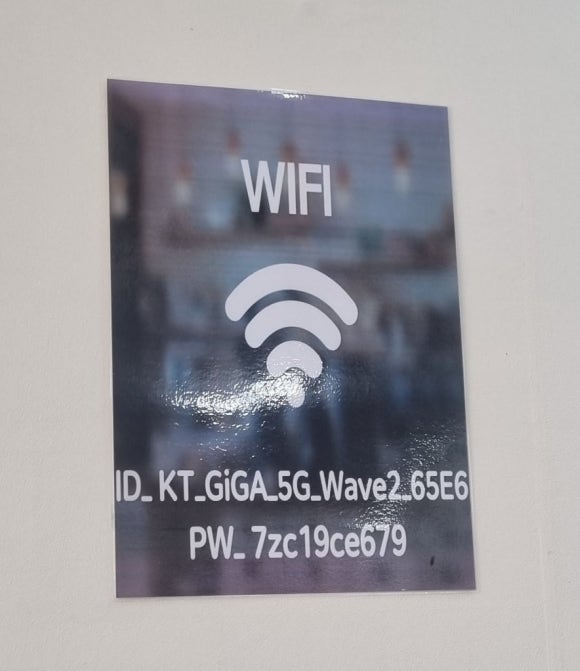 WIFI
ID_ KT_GiGA_5G_Wave2_65E6
PW_ 7zc19ce679